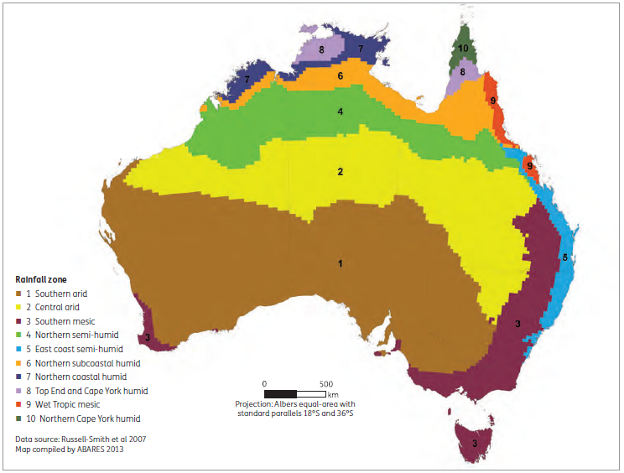 10
8
7
8
7
6
9
4
9
2
5
1
3
3
3
Rainfall zone
1 Southern arid
2 Central arid
3 Southern mesic
4 Northern semi-humid
5 East coast semi-humid
6 Northern subcoastal humid
7 Northern coastal humid
8 Top End and Cape York humid
9 Wet Tropic mesic
10 Northern Cape York humid
0 500
km
Projection: Albers equal-area with
standard parallels 18°S and 36°S
Data source: Russell-Smith et al 2007
Map compiled by ABARES 2013